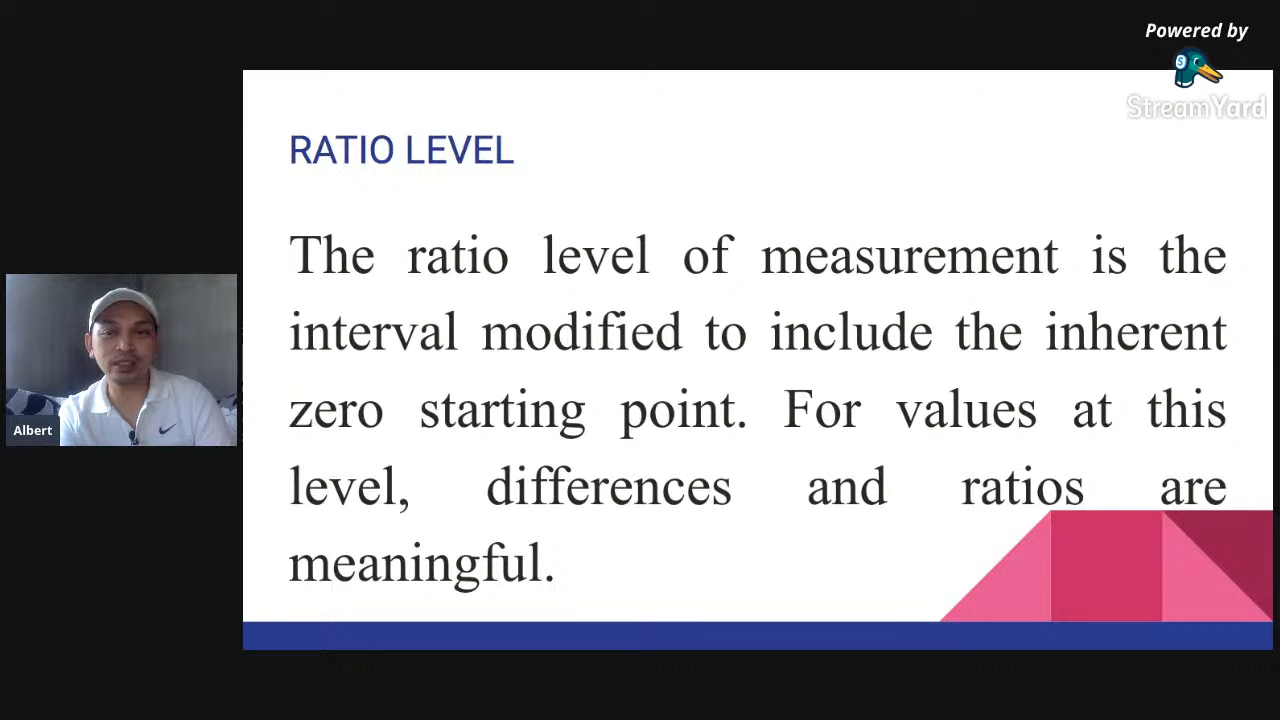 Powered by
StreamYard
RATIO LEVEL
The ratio level of measurement is the
interval modified to include the inherent
zero starting point. For values at this
level, differences and ratios are
meaningful.
Albert